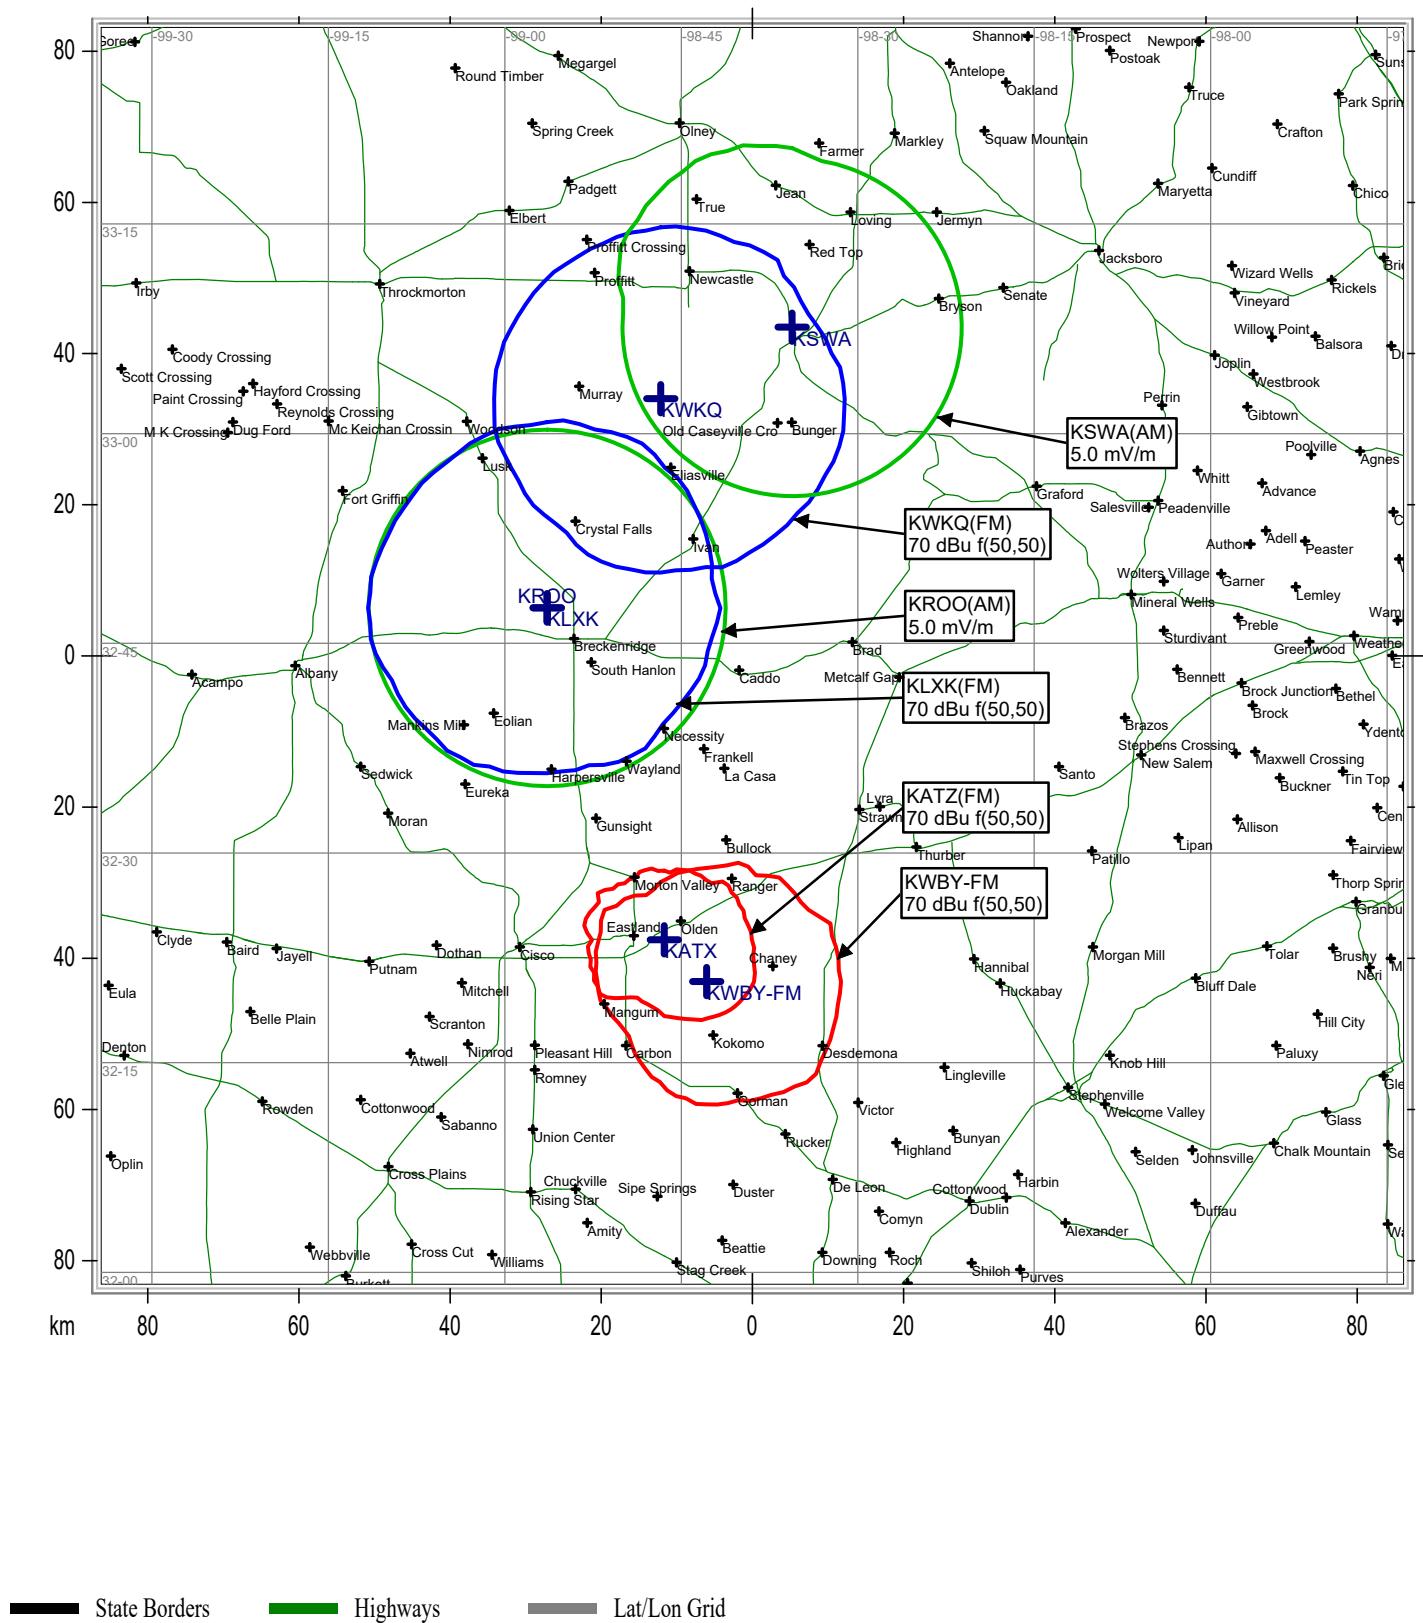 80
60
40
20
0
20
40
60
80
km
80
60
40
20
0
20
40
60
80
-99-30
-99-15
-99-00
-98-45
-98-30
-98-15
-98-00
33-15
33-00
32-45
32-30
32-15
32-00
Megargel
Round Timber
Shannon
Prospect
Postoak
Newport
Antelope
Oakland
Truce
Park Sprin
Spring Creek
Olney
Farmer
Markley
Squaw Mountain
Crafton
Padgett
True
Jean
Cundiff
Maryetta
Chico
Elbert
Loving
Jermyn
Proffitt Crossing
Red Top
Jacksboro
Irby
Throckmorton
Proffitt
Newcastle
Wizard Wells
Rickels
Bryson
Senate
Vineyard
KSWA
Willow Point
Balsora
Coody Crossing
Scott Crossing
Joplin
Westbrook
Hayford Crossing
Paint Crossing
Murray
Reynolds Crossing
KWKQ
Perrin
Gibtown
M K Crossing
Dug Ford
Mc Keichan Crossin
Woodson
Old Caseyville Cro
Bunger
KSWA(AM)
5.0 mV/m
Poolville
Agnes
Lusk
Eliasville
Whitt
Advance
Fort Griffin
Graford
Salesville
Peadenville
Crystal Falls
KWKQ(FM)
70 dBu f(50,50)
Ivan
Author
Adell
Peaster
Wolters Village
Garner
Lemley
KROO
KLXK
KROO(AM)
5.0 mV/m
Mineral Wells
Preble
Sturdivant
Greenwood
Breckenridge
South Hanlon
Brad
Caddo
Metcalf Gap
Acampo
Albany
Bennett
Brock Junction
Bethel
KLXK(FM)
70 dBu f(50,50)
Brock
Mankins Mill
Eolian
Necessity
Brazos
Frankell
La Casa
Stephens Crossing
New Salem
Maxwell Crossing
Sedwick
Harpersville
Wayland
Santo
Tin Top
Eureka
Buckner
KATZ(FM)
70 dBu f(50,50)
Moran
Gunsight
Lyra
Strawn
Allison
Bullock
Thurber
Lipan
Patillo
Fairview
Morton Valley
Ranger
KWBY-FM
70 dBu f(50,50)
Thorp Sprin
Granbu
Clyde
Baird
Jayell
Putnam
Dothan
Cisco
Eastland
Olden
KATX
Chaney
Hannibal
Morgan Mill
Tolar
Brushy
Neri
Eula
Mitchell
KWBY-FM
Huckabay
Bluff Dale
Belle Plain
Scranton
Mangum
Hill City
Denton
Atwell
Nimrod
Pleasant Hill
Carbon
Kokomo
Desdemona
Knob Hill
Paluxy
Romney
Lingleville
Rowden
Cottonwood
Sabanno
Gorman
Victor
Stephenville
Welcome Valley
Glass
Union Center
Rucker
Highland
Bunyan
Oplin
Selden
Johnsville
Chalk Mountain
Cross Plains
Chuckville
Rising Star
Sipe Springs
Duster
De Leon
Cottonwood
Harbin
Dublin
Duffau
Amity
Comyn
Alexander
Webbville
Cross Cut
Williams
Beattie
Downing
Roch
Stag Creek
Shiloh
Purves
Burkett
State Borders
Highways
Lat/Lon Grid